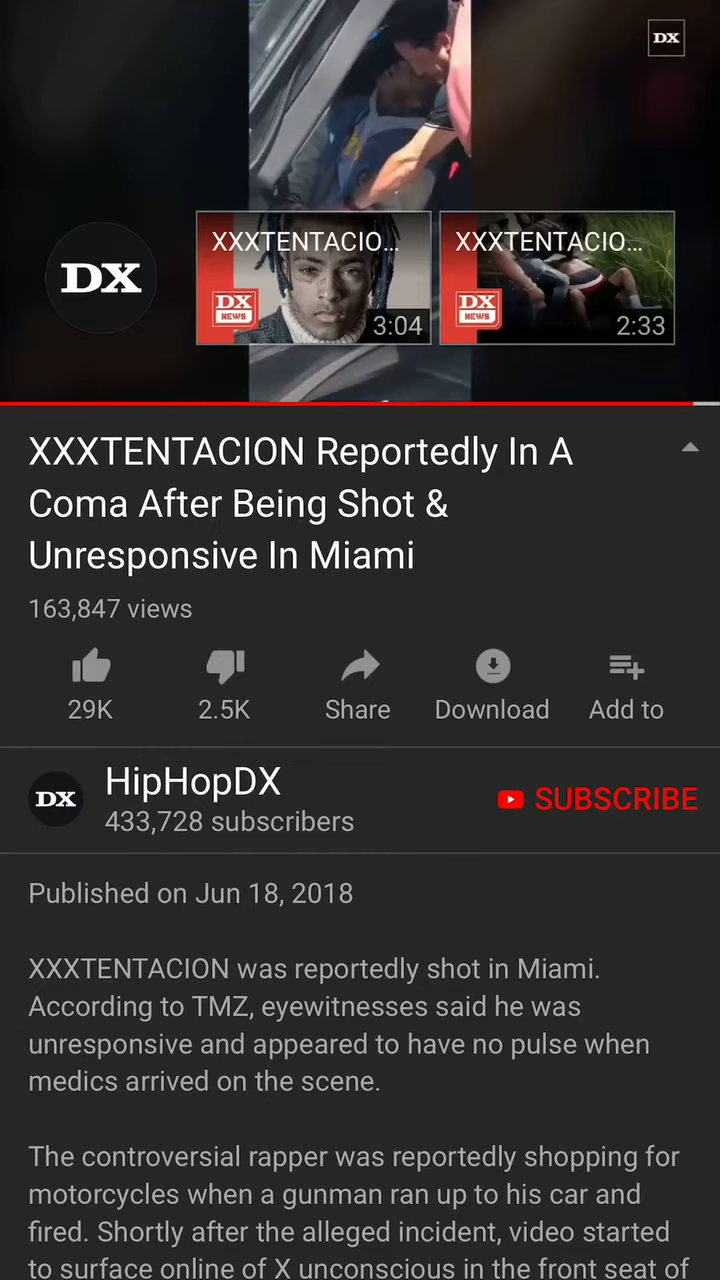 DX
XXXTENTACIO...
XXXTENTACIO...
DX
DX
NEWS
3:04
DX
NEWS
2:33
XXXTENTACION Reportedly In A
Coma After Being Shot &
Unresponsive In Miami
163,847 views
29K
2.5K
Share
Download
Add to
DX
HipHopDX
433,728 subscribers
SUBSCRIBE
Published on Jun 18, 2018
XXXTENTACION was reportedly shot in Miami.
According to TMZ, eyewitnesses said he was
unresponsive and appeared to have no pulse when
medics arrived on the scene.
The controversial rapper was reportedly shopping for
motorcycles when a gunman ran up to his car and
fired. Shortly after the alleged incident, video started
to surface online of X unconscious in the front seat of